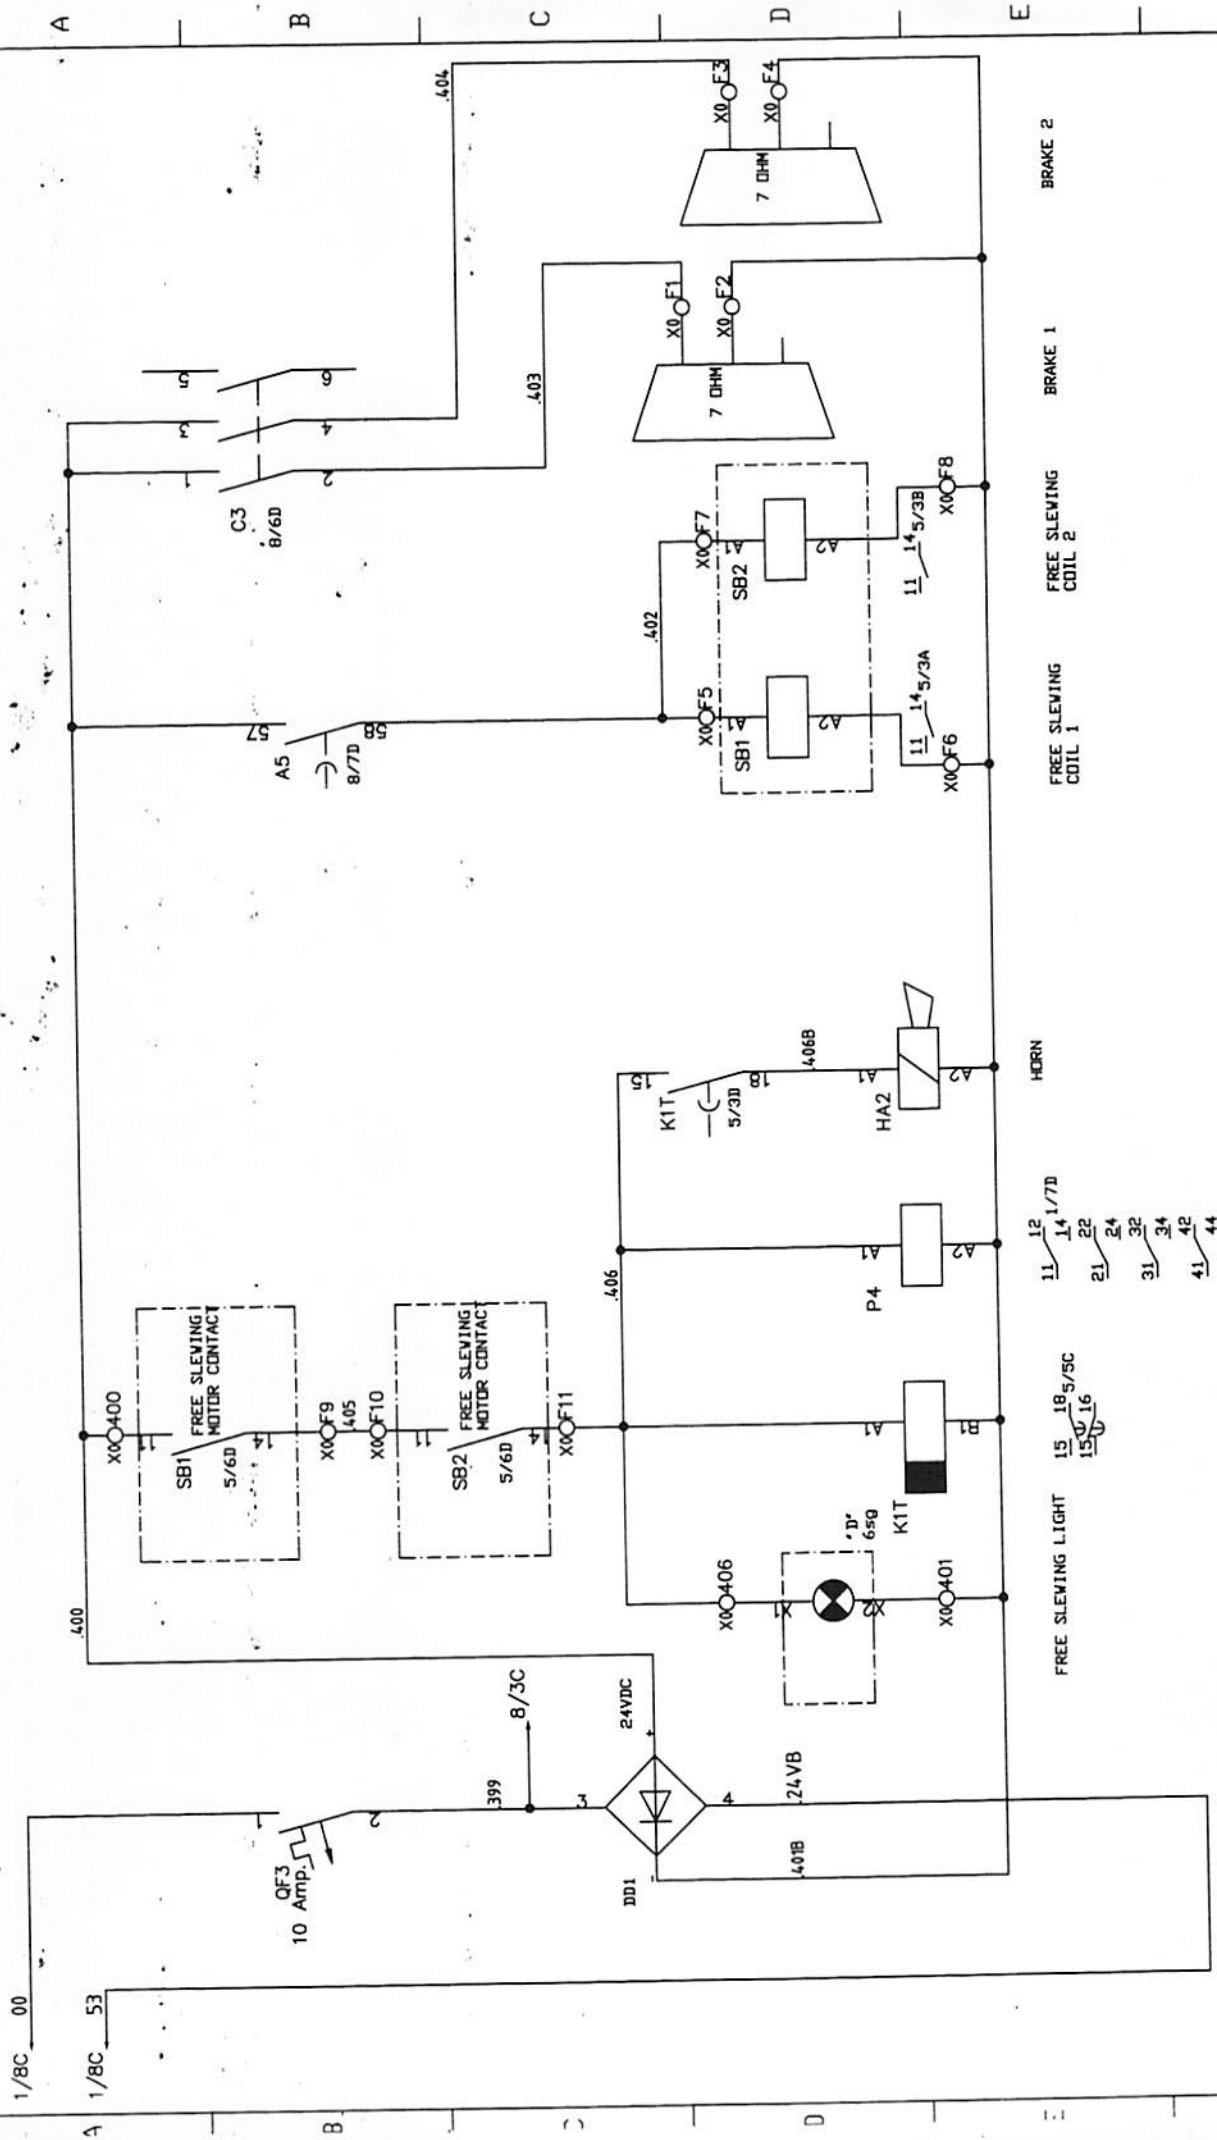 A
B
C
D
E
1/8C
00
1/8C
53
QF3
10 Amp.
1
2
.399
8/3C
3
4
24VDC
+
-
DD1
.24VB
.401B
.400
X0 400
11
SB1
FREE SLEWING
MOTOR CONTACT
5/6D
14
X0 F9
.405
X0 F10
11
SB2
FREE SLEWING
MOTOR CONTACT
5/6D
14
X0 F11
.406
X0 406
X1
X2
'D'
6sg
X0 401
FREE SLEWING LIGHT
A1
B1
K1T
15 18 5/5C
15 16
A1
P4
A2
11 12 1/7D
14
21 22
24
31 32
34
41 42
44
15
K1T
5/3D
18
.406B
A1
HA2
A2
HORN
57
A5
8/7D
58
.402
X0 F5
A1
SB1
A2
11 14 5/3A
X0 F6
FREE SLEWING
COIL 1
X0 F7
A1
SB2
A2
11 14 5/3B
X0 F8
FREE SLEWING
COIL 2
1
3
5
C3
8/6D
2
4
6
.403
X0 F1
X0 F2
7 OHM
BRAKE 1
.404
X0 F3
X0 F4
7 OHM
BRAKE 2
A
B
D